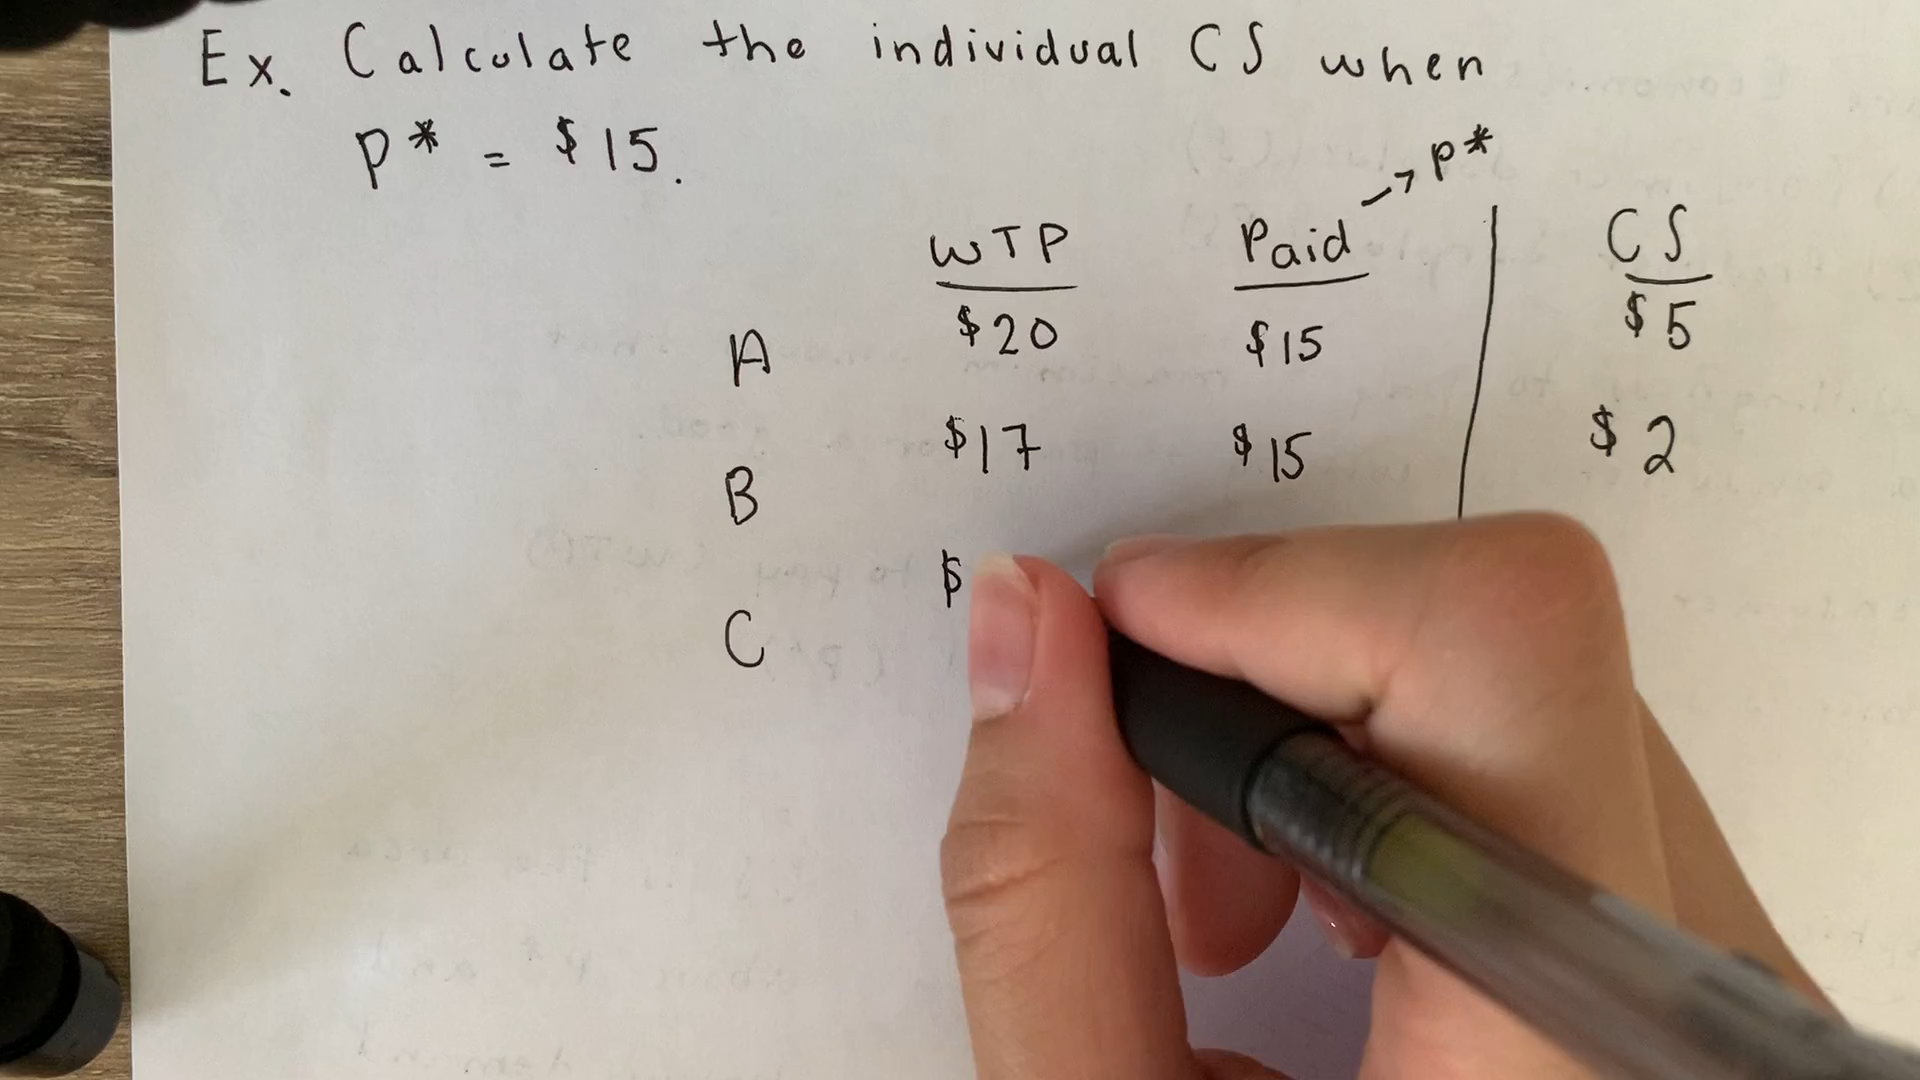 Ex. Calculate the individual CS when
P* = $15.
→ P*
WTP Paid CS
A $20 $15 $5
B $17 $15 $2
C $